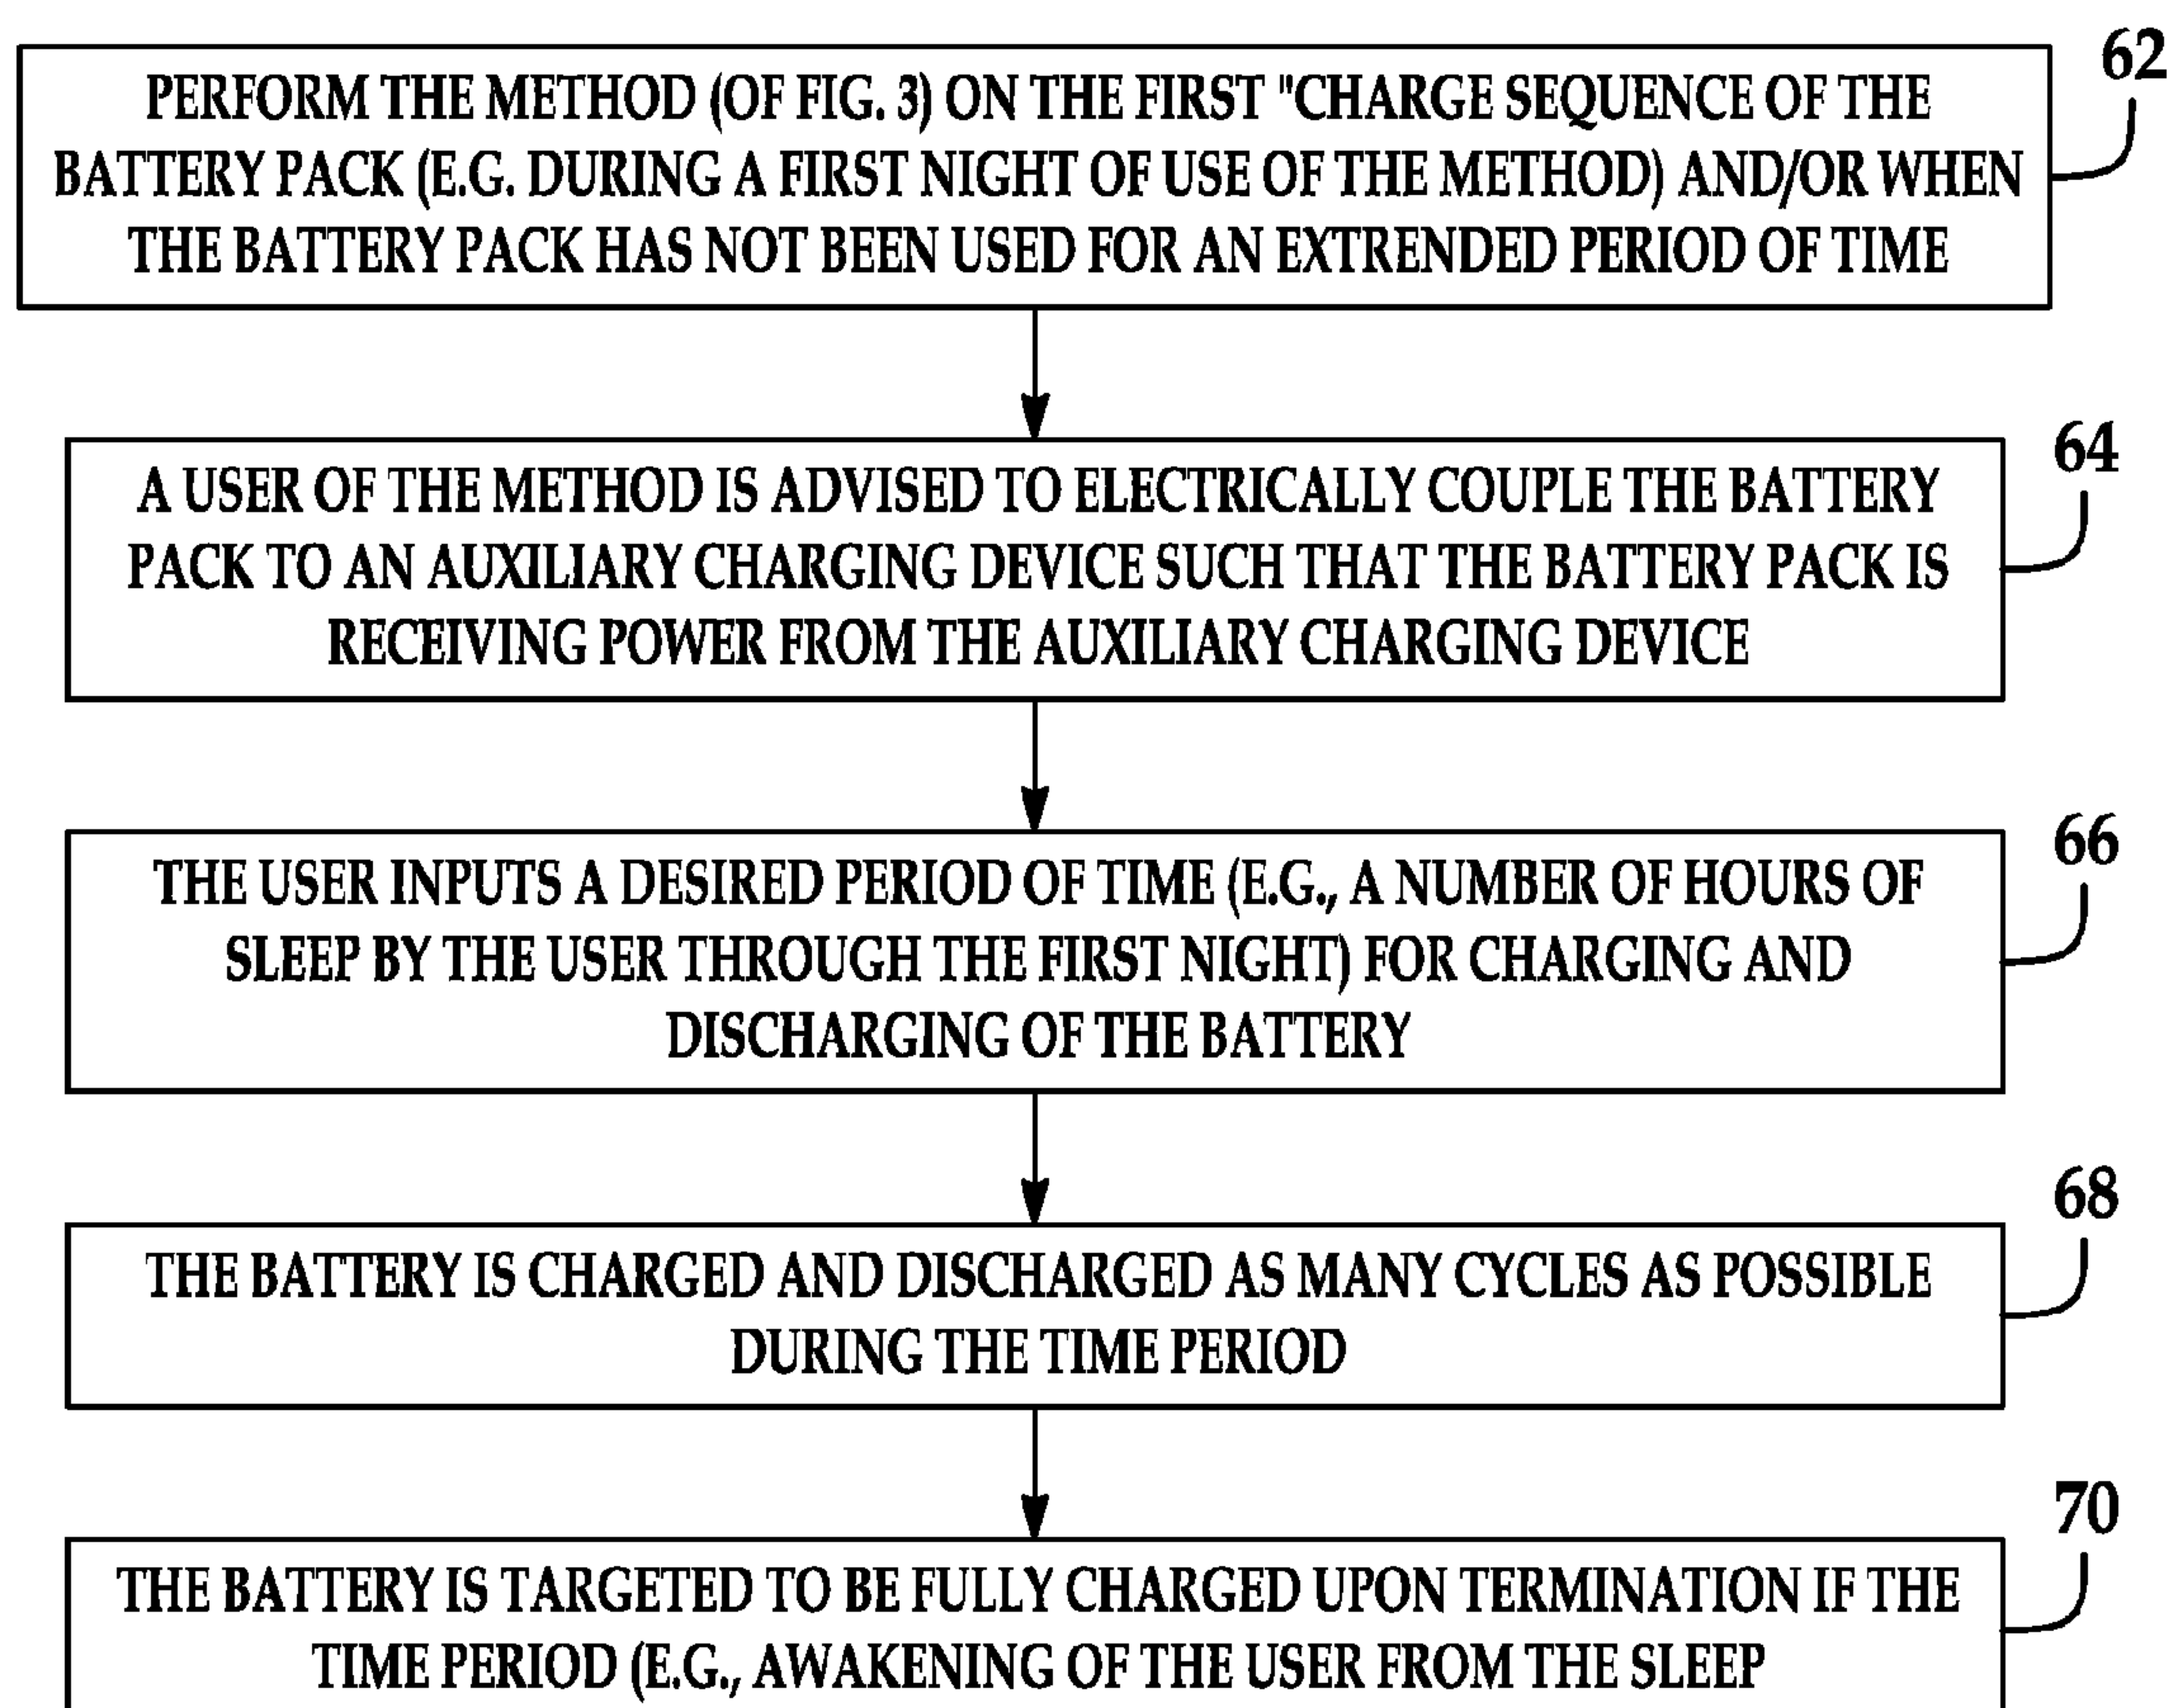 62
PERFORM THE METHOD (OF FIG. 3) ON THE FIRST "CHARGE SEQUENCE OF THE
BATTERY PACK (E.G. DURING A FIRST NIGHT OF USE OF THE METHOD) AND/OR WHEN
THE BATTERY PACK HAS NOT BEEN USED FOR AN EXTRENDED PERIOD OF TIME
64
A USER OF THE METHOD IS ADVISED TO ELECTRICALLY COUPLE THE BATTERY
PACK TO AN AUXILIARY CHARGING DEVICE SUCH THAT THE BATTERY PACK IS
RECEIVING POWER FROM THE AUXILIARY CHARGING DEVICE
66
THE USER INPUTS A DESIRED PERIOD OF TIME (E.G., A NUMBER OF HOURS OF
SLEEP BY THE USER THROUGH THE FIRST NIGHT) FOR CHARGING AND
DISCHARGING OF THE BATTERY
68
THE BATTERY IS CHARGED AND DISCHARGED AS MANY CYCLES AS POSSIBLE
DURING THE TIME PERIOD
70
THE BATTERY IS TARGETED TO BE FULLY CHARGED UPON TERMINATION IF THE
TIME PERIOD (E.G., AWAKENING OF THE USER FROM THE SLEEP